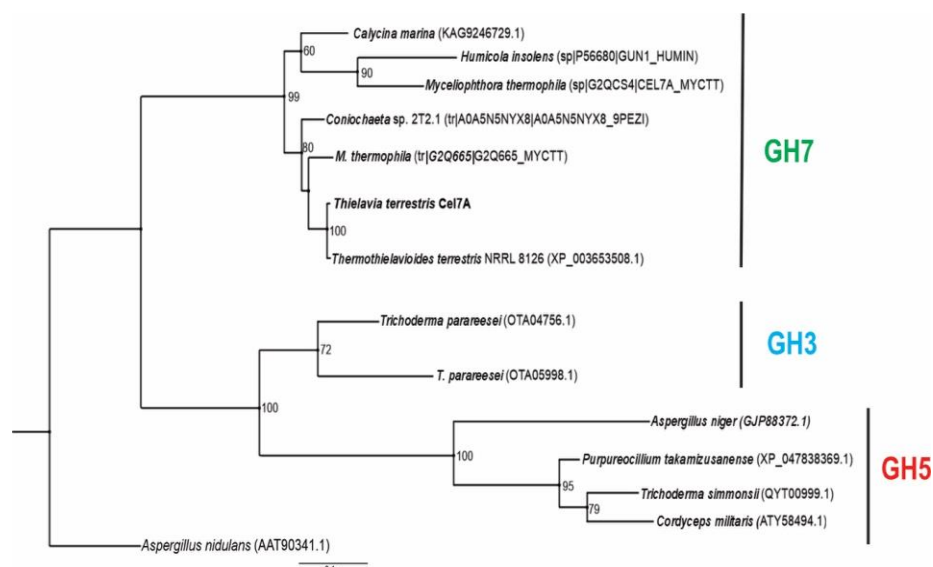 Calycina marina (KAG9246729.1)
60
Humicola insolens (sp|P56680|GUN1_HUMIN)
90
Myceliophthora thermophila (sp|G2QCS4|CEL7A_MYCTT)
99
Coniochaeta sp. 2T2.1 (tr|A0A5N5NYX8|A0A5N5NYX8_9PEZI)
80
GH7
M. thermophila (tr|G2Q665|G2Q665_MYCTT)
Thielavia terrestris Cel7A
100
Thermothielavioides terrestris NRRL 8126 (XP_003653508.1)
Trichoderma parareesei (OTA04756.1)
72
GH3
T. parareesei (OTA05998.1)
100
Aspergillus niger (GJP88372.1)
100
Purpureocillium takamizusanense (XP_047838369.1)
GH5
95
Trichoderma simmonsii (QYT00999.1)
79
Cordyceps militaris (ATY58494.1)
Aspergillus nidulans (AAT90341.1)